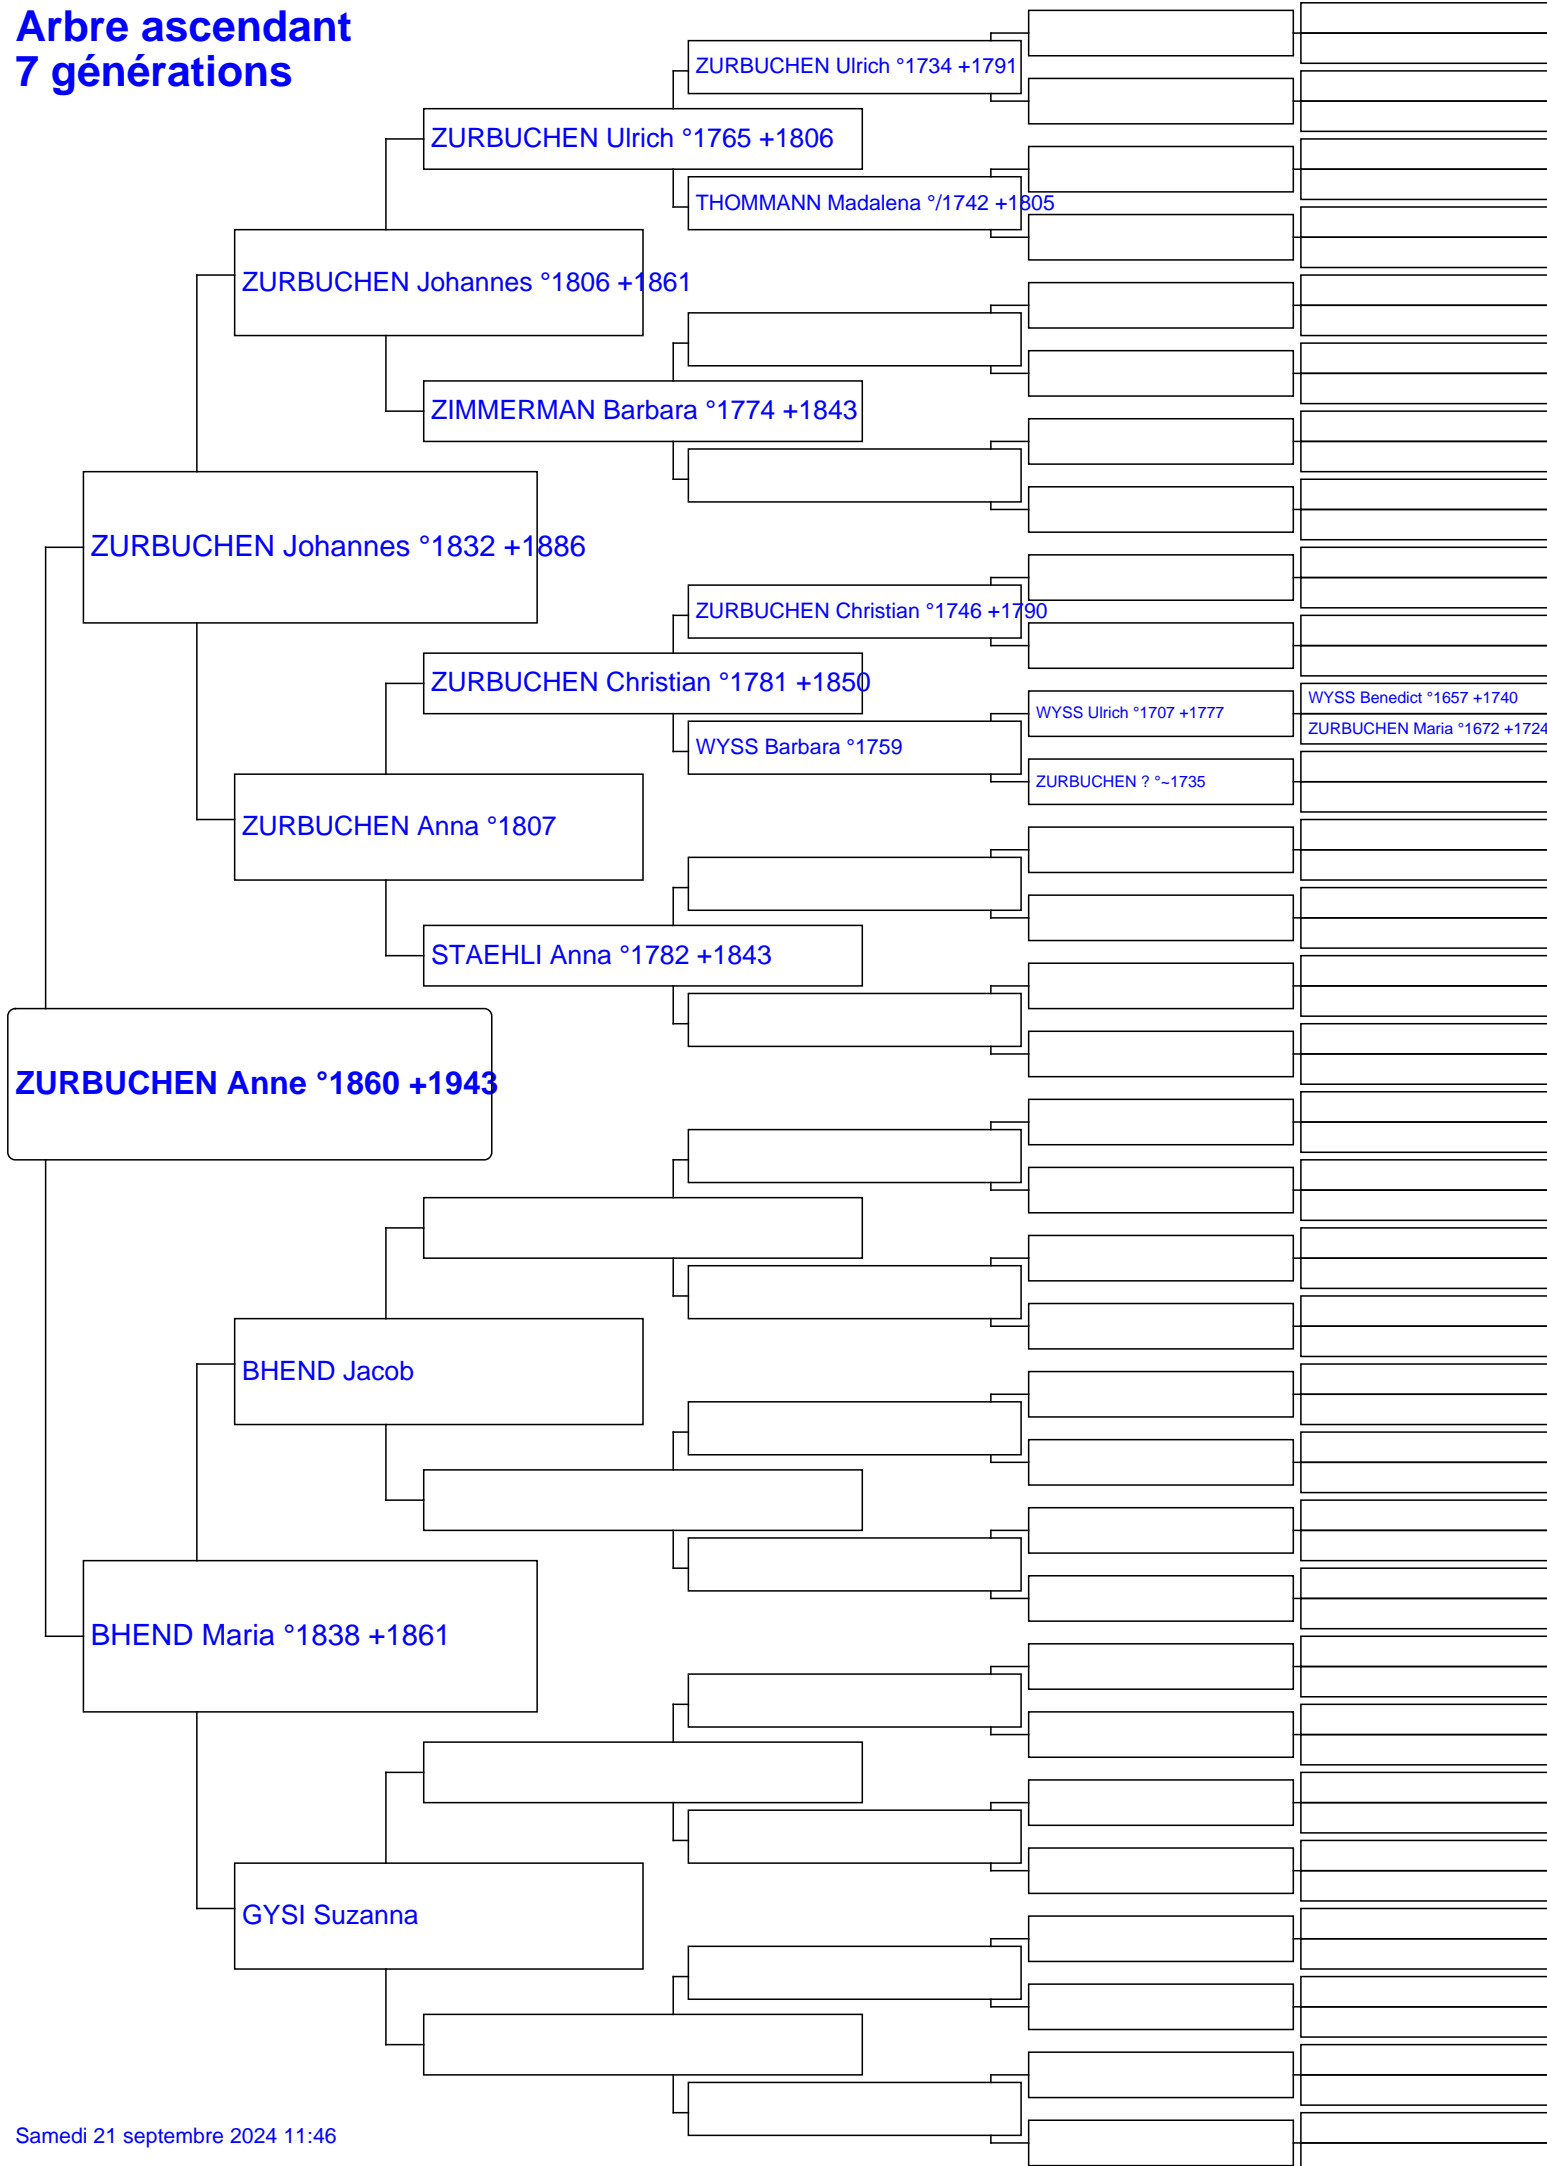 Arbre ascendant
7 générations
ZURBUCHEN Ulrich °1734 +1791
ZURBUCHEN Ulrich °1765 +1806
THOMMANN Madalena °/1742 +1805
ZURBUCHEN Johannes °1806 +1861
ZIMMERMAN Barbara °1774 +1843
ZURBUCHEN Johannes °1832 +1886
ZURBUCHEN Christian °1746 +1790
ZURBUCHEN Christian °1781 +1850
WYSS Benedict °1657 +1740
WYSS Ulrich °1707 +1777
ZURBUCHEN Maria °1672 +1724
WYSS Barbara °1759
ZURBUCHEN ? °~1735
ZURBUCHEN Anna °1807
STAEHLI Anna °1782 +1843
ZURBUCHEN Anne °1860 +1943
BHEND Jacob
BHEND Maria °1838 +1861
GYSI Suzanna
Samedi 21 septembre 2024 11:46